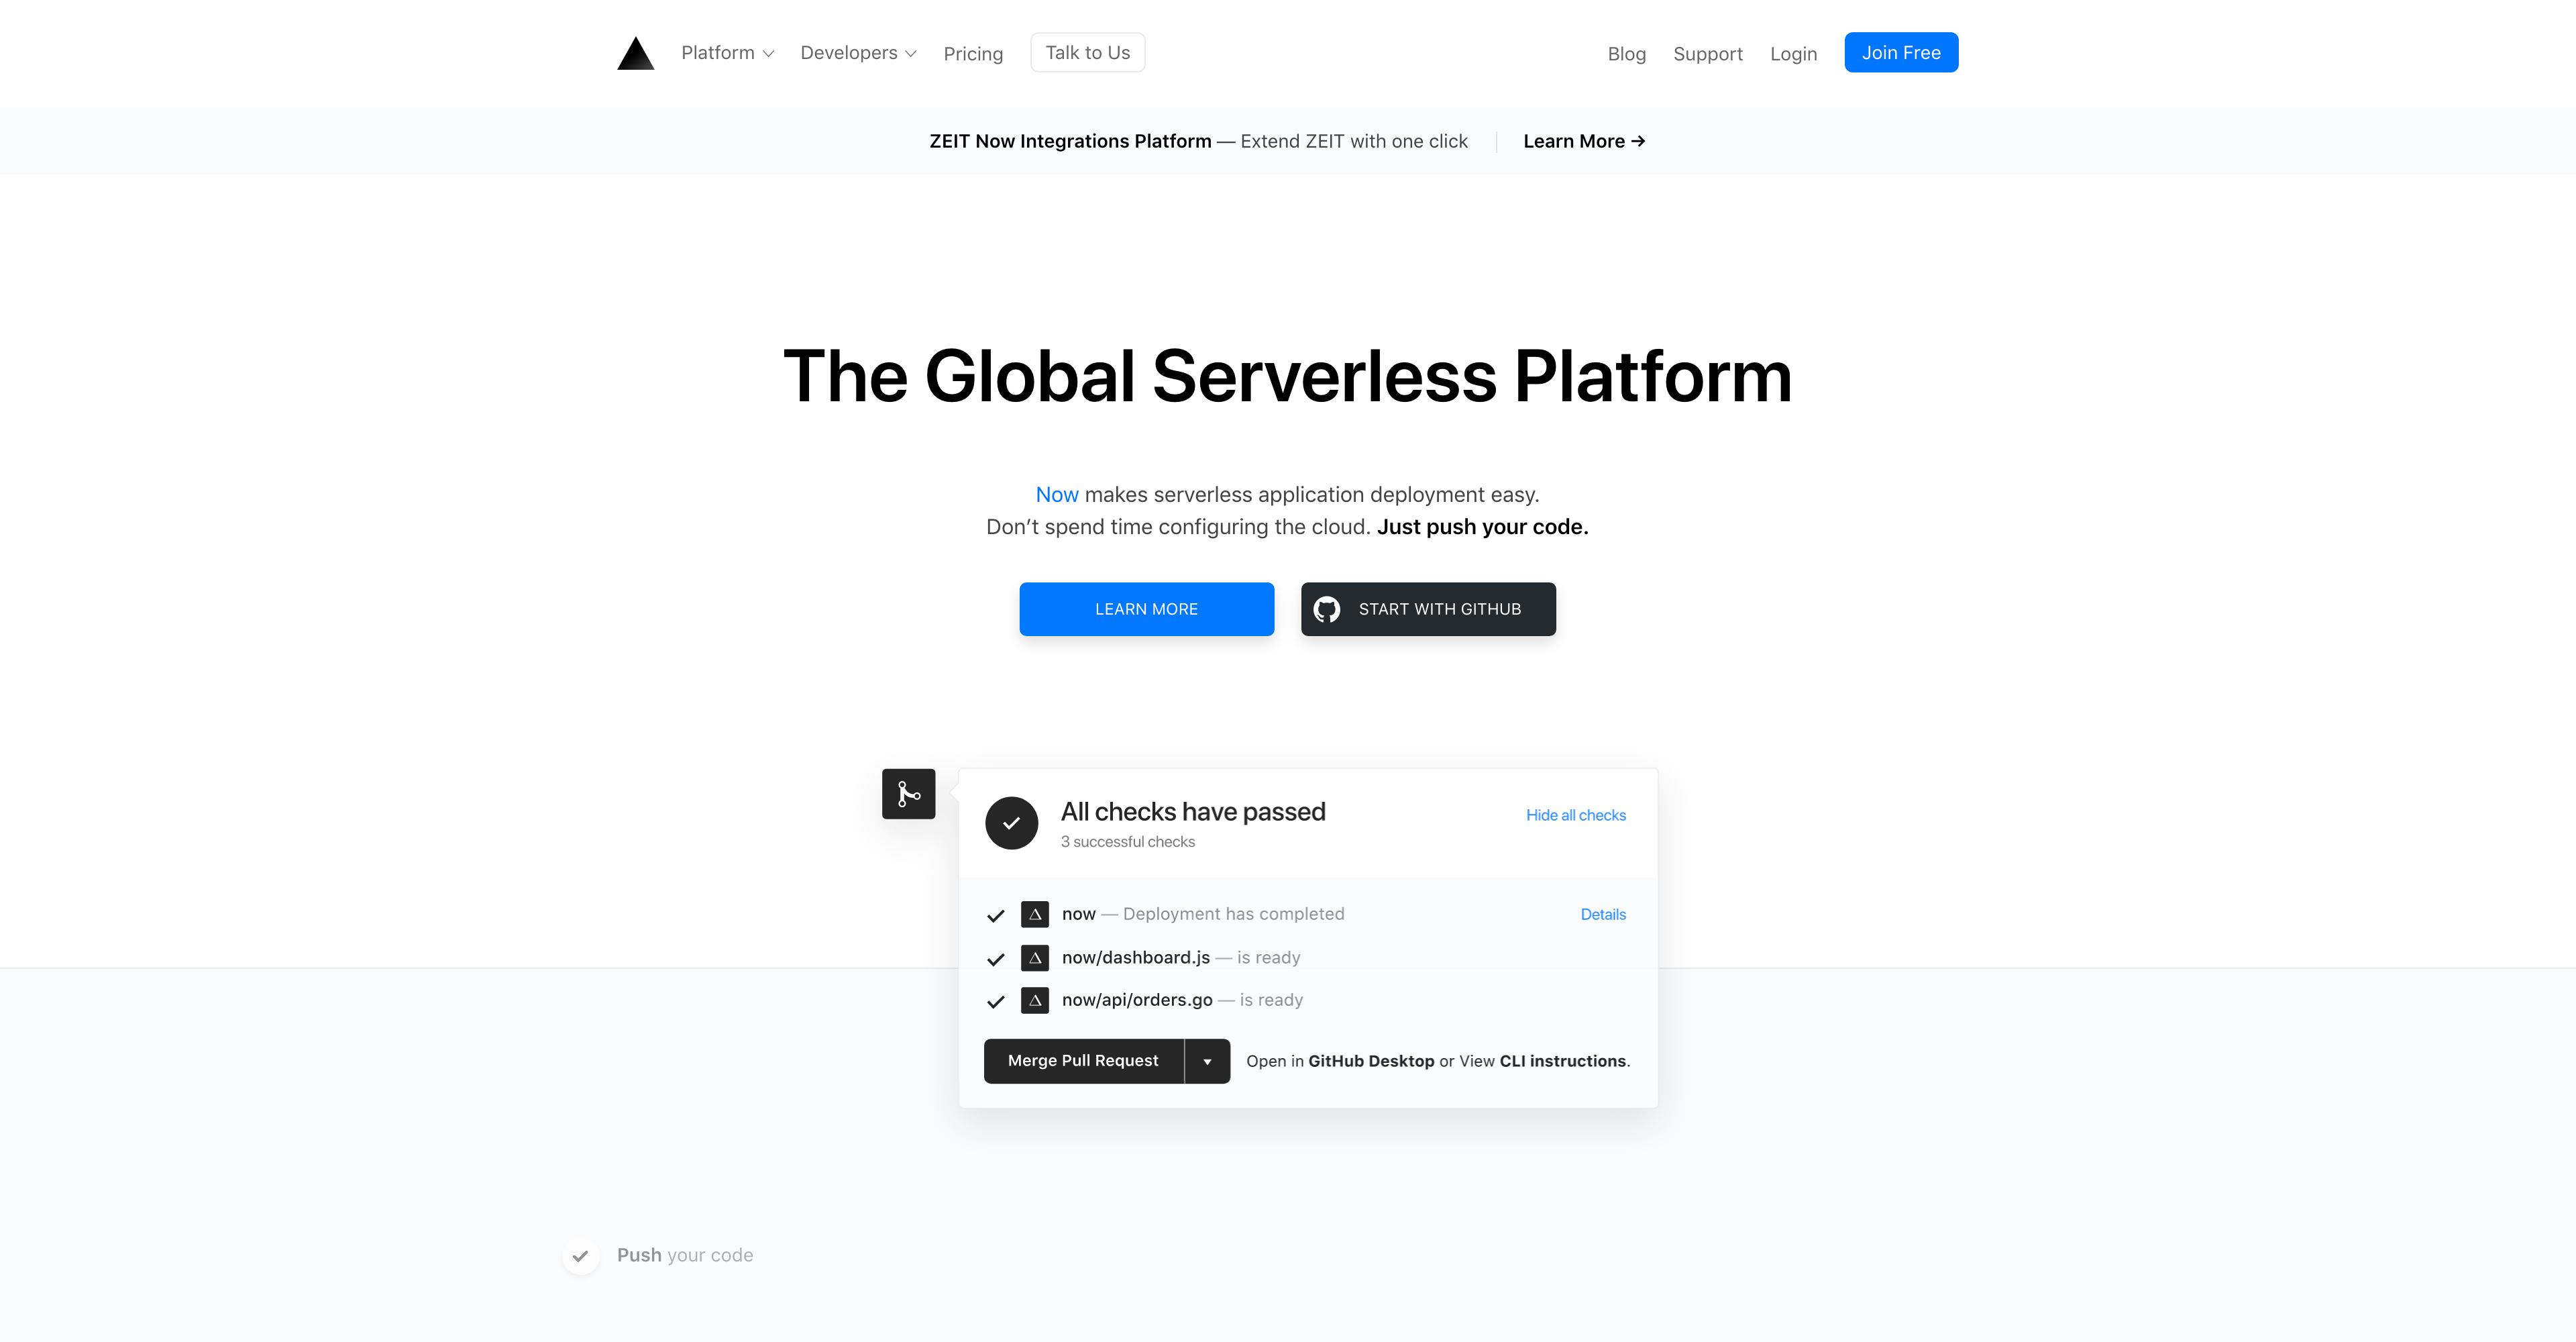 Platform Developers Pricing Talk to Us Blog Support Login Join Free
ZEIT Now Integrations Platform — Extend ZEIT with one click Learn More →
The Global Serverless Platform
Now makes serverless application deployment easy.
Don’t spend time configuring the cloud. Just push your code.
LEARN MORE START WITH GITHUB
All checks have passed
Hide all checks
3 successful checks
now — Deployment has completed Details
now/dashboard.js — is ready
now/api/orders.go — is ready
Merge Pull Request Open in GitHub Desktop or View CLI instructions.
Push your code